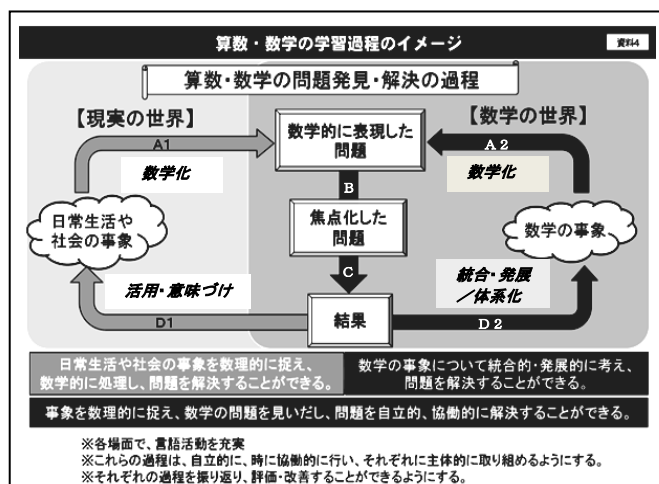 算数・数学の学習過程のイメージ
資料4
算数・数学の問題発見・解決の過程
【現実の世界】
【数学の世界】
数学的に表現した
問題
A1
A2
数学化
数学化
B
焦点化した
問題
日常生活や
社会の事象
数学の事象
C
活用・意味づけ
統合・発展
／体系化
結果
D1
D2
日常生活や社会の事象を数理的に捉え、
数学的に処理し、問題を解決することができる。
数学の事象について統合的・発展的に考え、
問題を解決することができる。
事象を数理的に捉え、数学の問題を見いだし、問題を自立的、協働的に解決することができる。
※各場面で、言語活動を充実
※これらの過程は、自立的に、時に協働的に行い、それぞれに主体的に取り組めるようにする。
※それぞれの過程を振り返り、評価・改善することができるようにする。